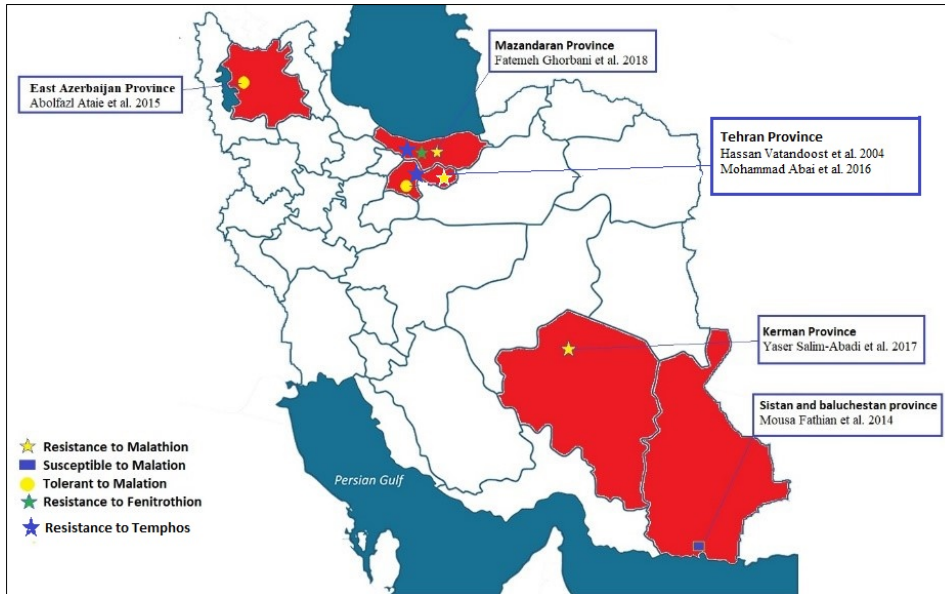 Mazandaran Province
Fatemeh Ghorbani et al. 2018
East Azerbaijan Province
Abolfazl Ataie et al. 2015
Tehran Province
Hassan Vatandoost et al. 2004
Mohammad Abai et al. 2016
Kerman Province
Yaser Salim-Abadi et al. 2017
Sistan and baluchestan province
Mousa Fathian et al. 2014
Resistance to Malathion
Susceptible to Malation
Tolerant to Malation
Resistance to Fenitrothion
Resistance to Temphos
Persian Gulf